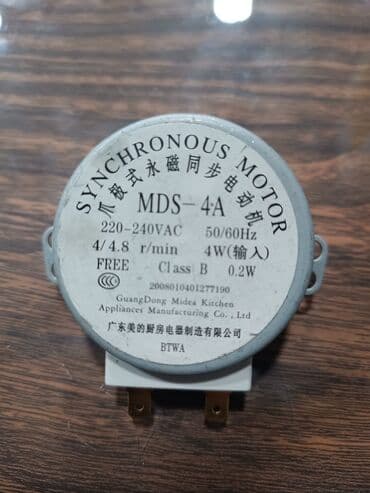 SYNCHRONOUS MOTOR
爪极式永磁同步电动机
MDS-4A
220-240VAC 50/60Hz
4/4.8 r/min 4W(输入)
FREE Class B 0.2W
CCC
2008010401277190
GuangDong Midea Kitchen
Appliances Manufacturing Co., Ltd
广东美的厨房电器制造有限公司
BTWA